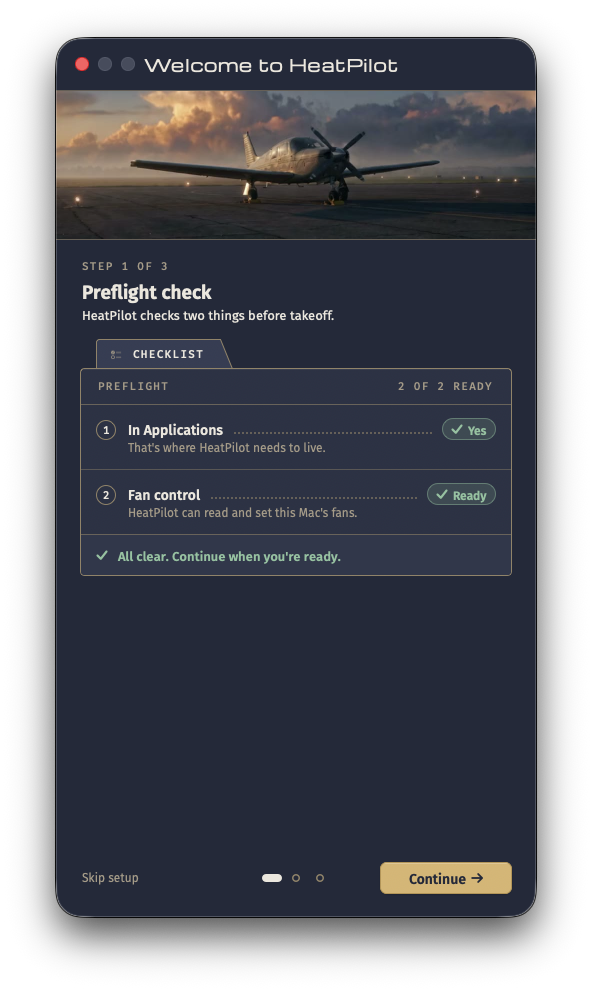 Welcome to HeatPilot
STEP 1 OF 3
Preflight check
HeatPilot checks two things before takeoff.
CHECKLIST
PREFLIGHT 2 OF 2 READY
1 In Applications Yes
That's where HeatPilot needs to live.
2 Fan control Ready
HeatPilot can read and set this Mac's fans.
All clear. Continue when you're ready.
Skip setup Continue →